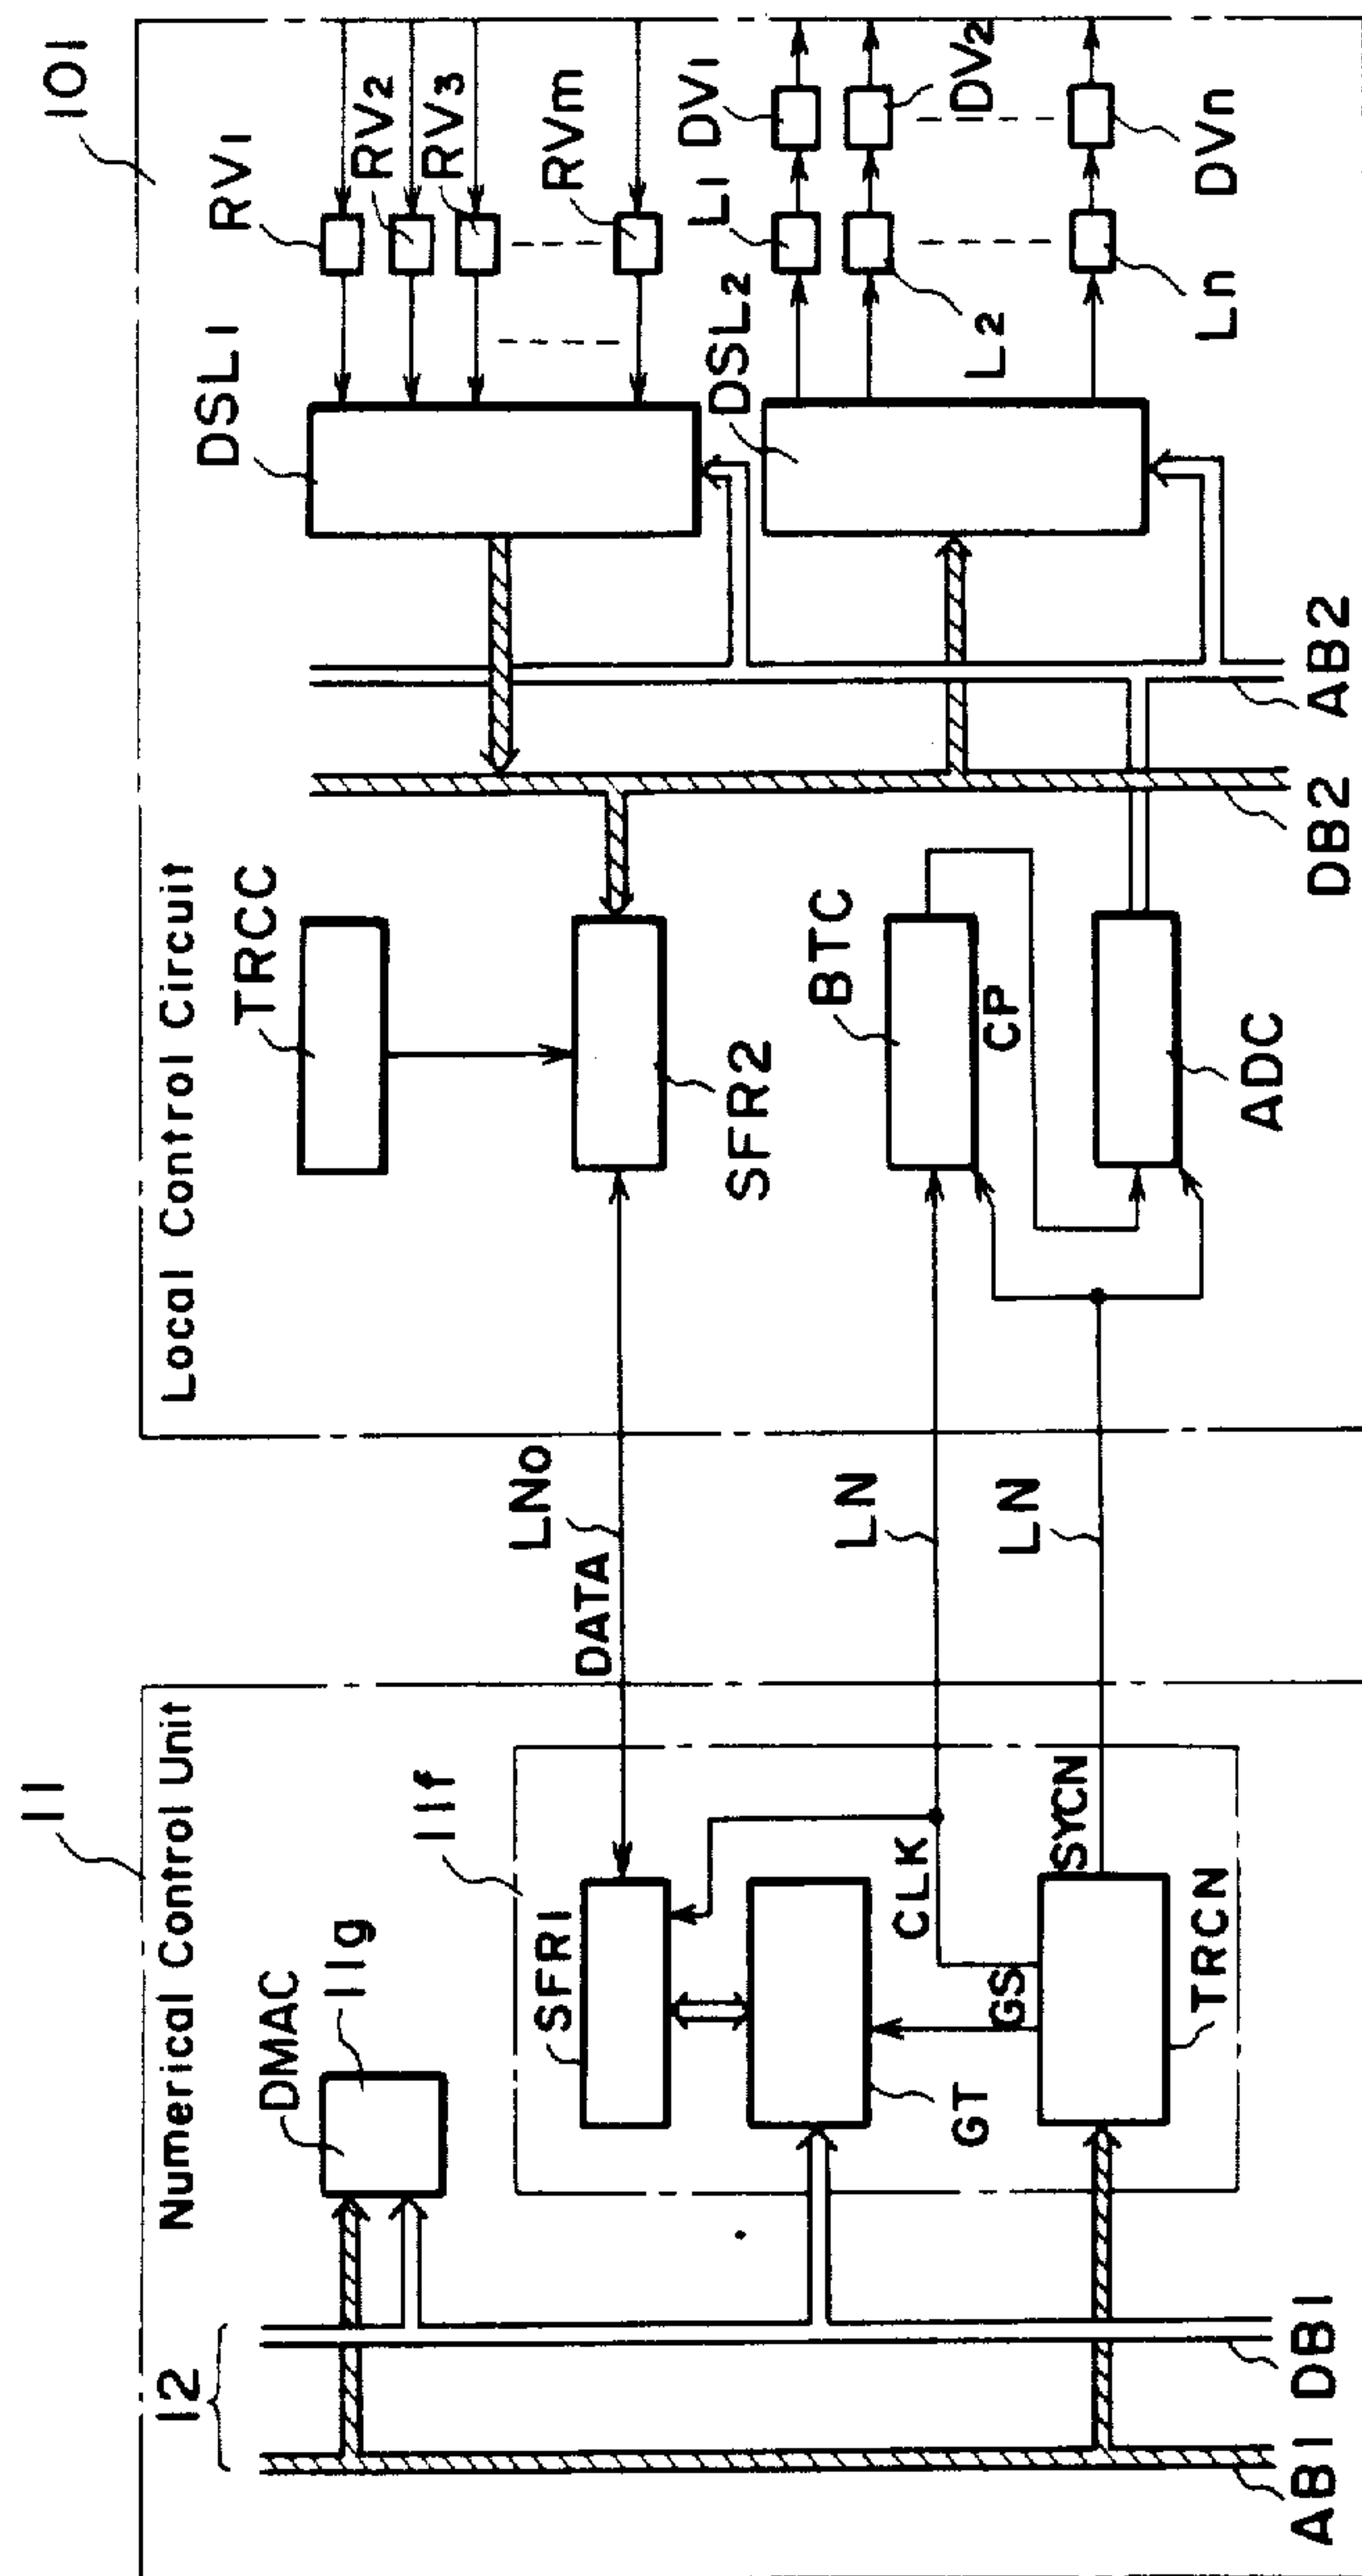 11
Numerical Control Unit
12
DMAC
11g
11f
SFR1
GT
CLK
GS
SYCN
TRCN
AB1
DB1
DATA
LNo
LN
LN
101
Local Control Circuit
TRCC
SFR2
BTC
CP
ADC
DB2
AB2
DSL1
DSL2
RV1
RV2
RV3
RVm
L1
L2
Ln
DV1
DV2
DVn